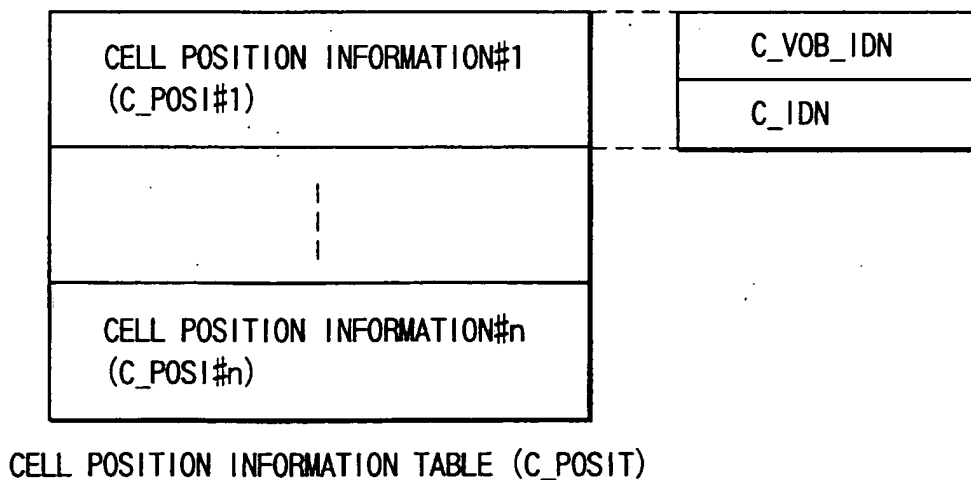 CELL POSITION INFORMATION#1
(C_POSI#1)
C_VOB_IDN
C_IDN
CELL POSITION INFORMATION#n
(C_POSI#n)
CELL POSITION INFORMATION TABLE (C_POSIT)